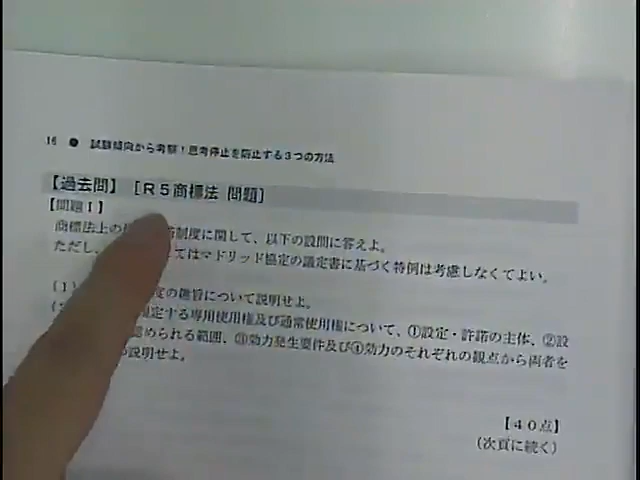 16 ● 試験傾向から考察！思考停止を防止する3つの方法
【過去問】［R5商標法 問題］
【問題Ⅰ】
商標法上の 制度に関して、以下の設問に答えよ。
ただし、 てはマドリッド協定の議定書に基づく特例は考慮しなくてよい。
(1) 度の趣旨について説明せよ。
規定する専用使用権及び通常使用権について、①設定・許諾の主体、②設
認められる範囲、③効力発生要件及び④効力のそれぞれの観点から両者を
説明せよ。
【40点】
(次頁に続く)